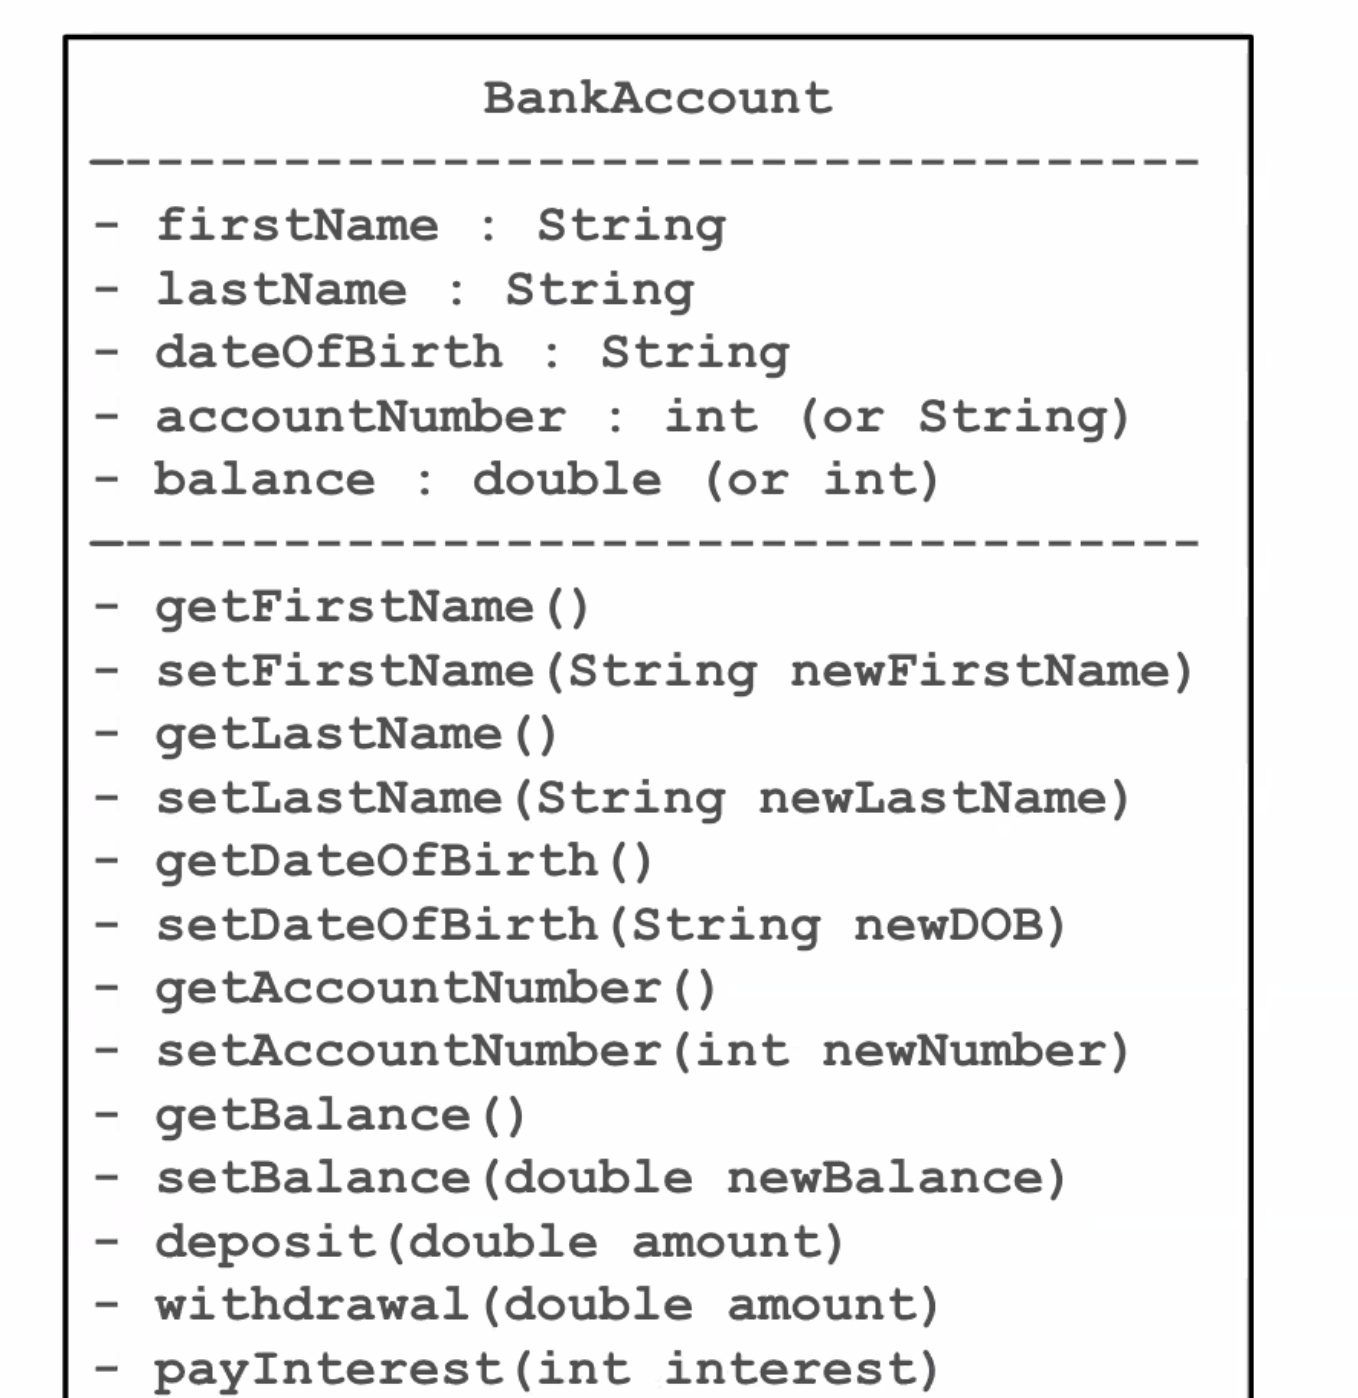 BankAccount
-----------------------------------
- firstName : String
- lastName : String
- dateOfBirth : String
- accountNumber : int (or String)
- balance : double (or int)
-----------------------------------
- getFirstName()
- setFirstName(String newFirstName)
- getLastName()
- setLastName(String newLastName)
- getDateOfBirth()
- setDateOfBirth(String newDOB)
- getAccountNumber()
- setAccountNumber(int newNumber)
- getBalance()
- setBalance(double newBalance)
- deposit(double amount)
- withdrawal(double amount)
- payInterest(int interest)